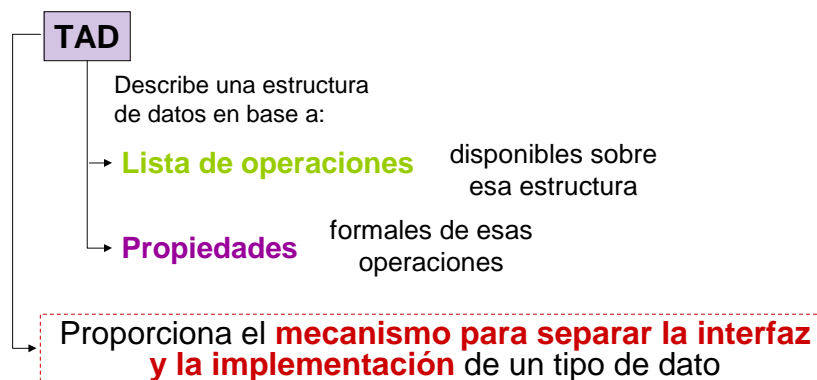 TAD
Describe una estructura
de datos en base a:
Lista de operaciones
disponibles sobre
esa estructura
Propiedades
formales de esas
operaciones
Proporciona el mecanismo para separar la interfaz
y la implementación de un tipo de dato